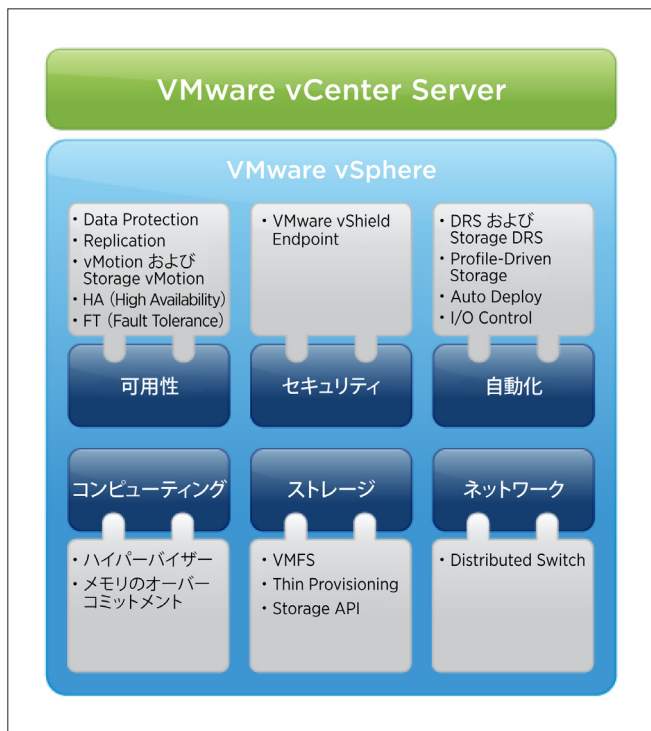 VMware vCenter Server
VMware vSphere
・Data Protection
・Replication
・vMotion および
Storage vMotion
・HA（High Availability）
・FT（Fault Tolerance）
可用性
・VMware vShield
Endpoint
セキュリティ
・DRS および
Storage DRS
・Profile-Driven
Storage
・Auto Deploy
・I/O Control
自動化
コンピューティング
・ハイパーバイザー
・メモリのオーバー
コミットメント
ストレージ
・VMFS
・Thin Provisioning
・Storage API
ネットワーク
・Distributed Switch